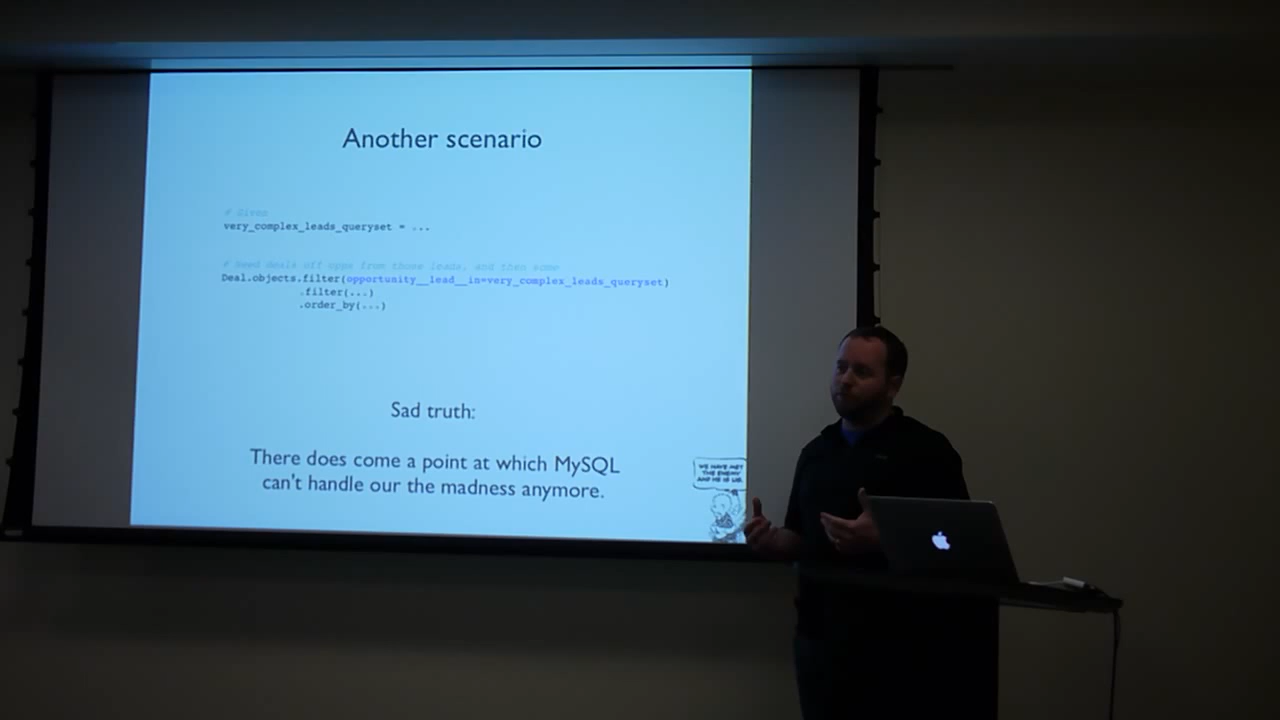 Another scenario
# Given
very_complex_leads_queryset = ...
# Need deals off opps from those leads, and then some
Deal.objects.filter(opportunity__lead__in=very_complex_leads_queryset)
.filter(...)
.order_by(...)
Sad truth:
There does come a point at which MySQL
can't handle our the madness anymore.
WE HAVE MET
THE ENEMY
AND HE IS US.